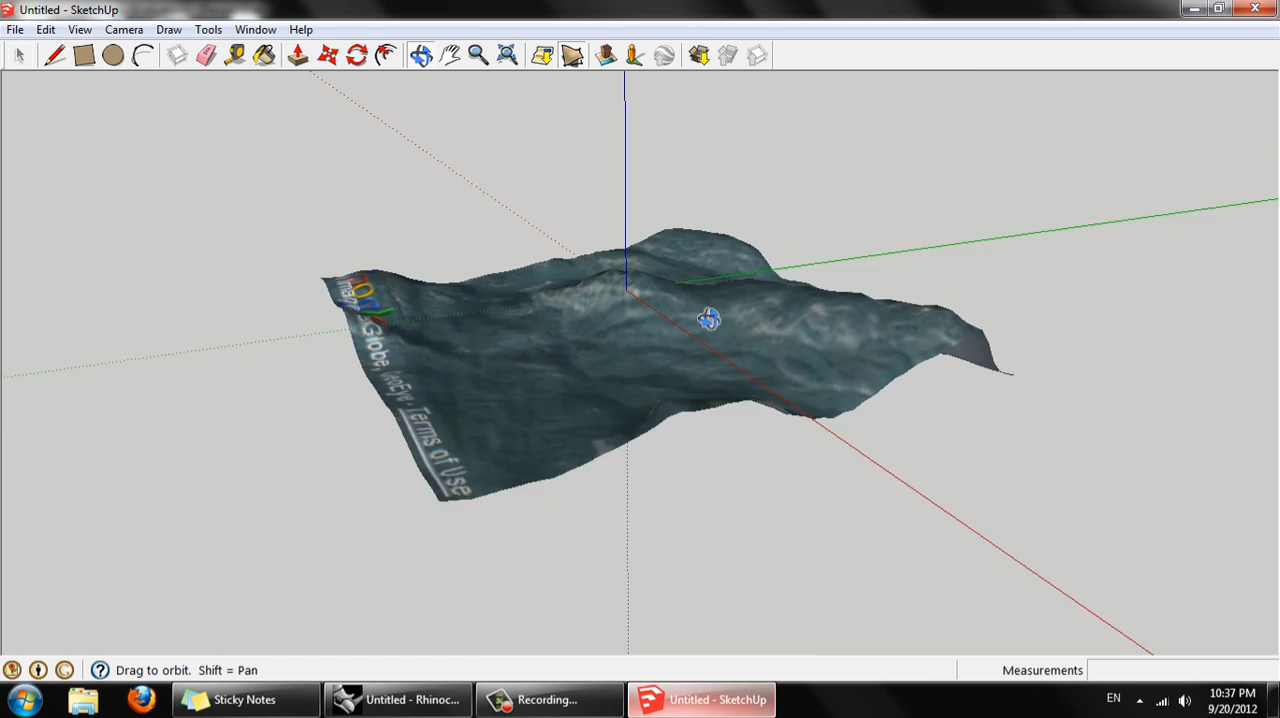 Untitled - SketchUp
File Edit View Camera Draw Tools Window Help
Globe, GeoEye - Terms of Use
Drag to orbit. Shift = Pan
Measurements
Sticky Notes
Untitled - Rhinoc...
Recording...
Untitled - SketchUp
EN
10:37 PM
9/20/2012